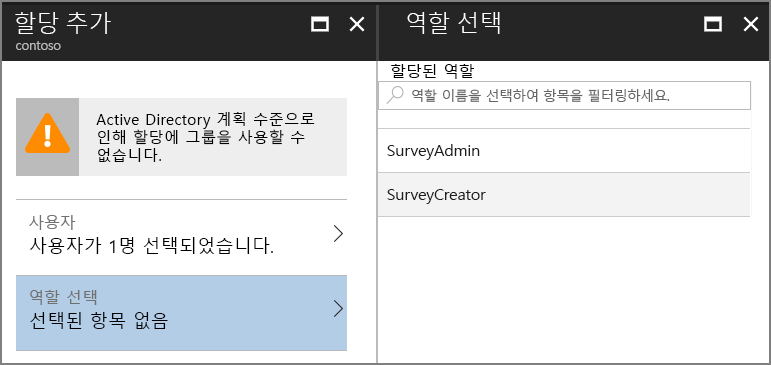 할당 추가
contoso
Active Directory 계획 수준으로
인해 할당에 그룹을 사용할 수
없습니다.
사용자
사용자가 1명 선택되었습니다.
역할 선택
선택된 항목 없음
역할 선택
할당된 역할
역할 이름을 선택하여 항목을 필터링하세요.
SurveyAdmin
SurveyCreator